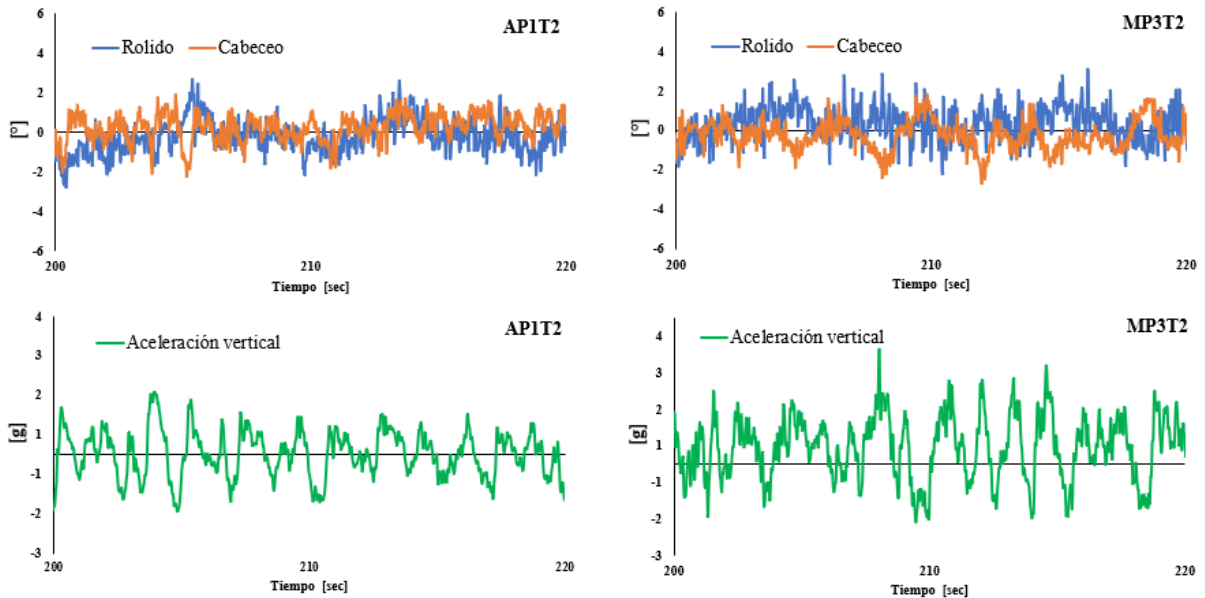 AP1T2
Rolido Cabeceo
6
4
2
0
-2
-4
-6
[°]
200 210 220
Tiempo [sec]
MP3T2
Rolido Cabeceo
6
4
2
0
-2
-4
-6
[°]
200 210 220
Tiempo [sec]
AP1T2
Aceleración vertical
4
3
2
1
-1
-2
-3
[g]
200 210 220
Tiempo [sec]
MP3T2
Aceleración vertical
4
3
2
1
-1
-2
-3
[g]
200 210 220
Tiempo [sec]